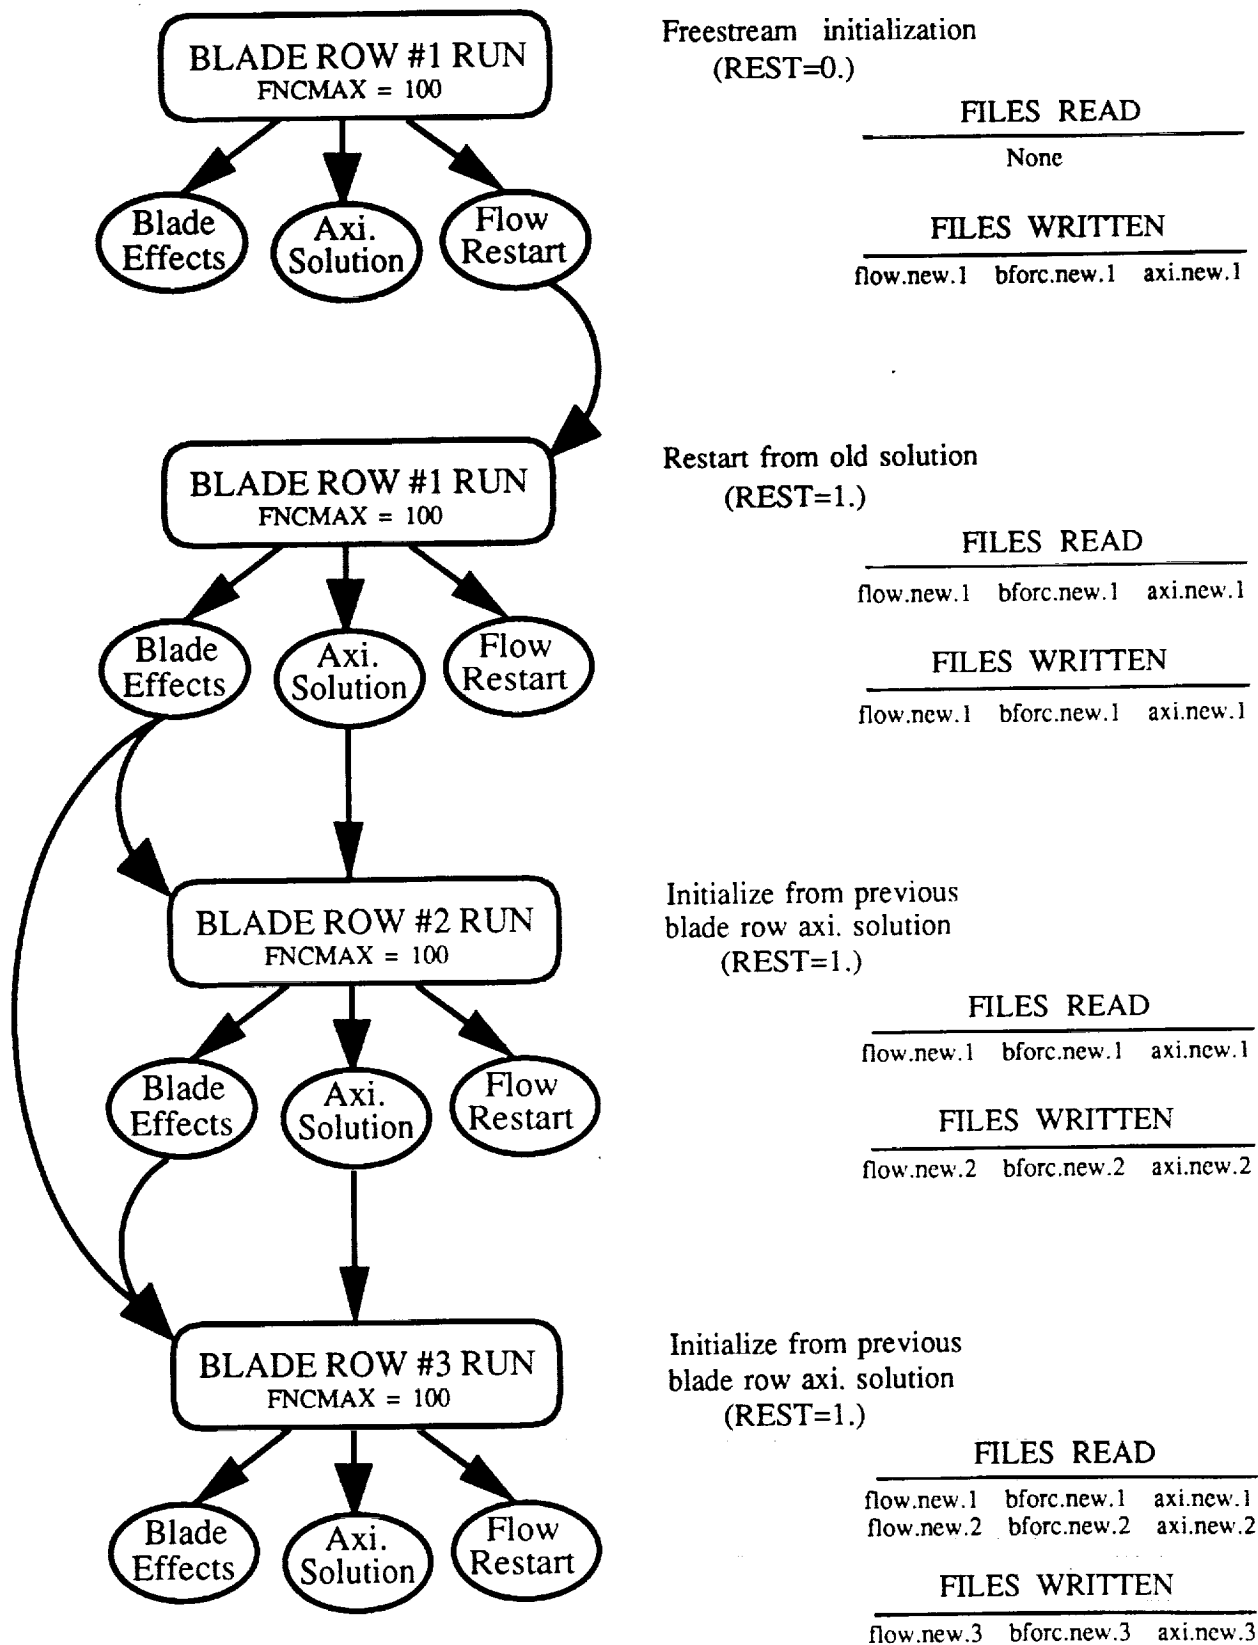 BLADE ROW #1 RUN
FNCMAX = 100
Blade
Effects
Axi.
Solution
Flow
Restart
Freestream initialization
(REST=0.)
FILES READ
None
FILES WRITTEN
flow.new.1 bforc.new.1 axi.new.1
BLADE ROW #1 RUN
FNCMAX = 100
Blade
Effects
Axi.
Solution
Flow
Restart
Restart from old solution
(REST=1.)
FILES READ
flow.new.1 bforc.new.1 axi.new.1
FILES WRITTEN
flow.new.1 bforc.new.1 axi.new.1
BLADE ROW #2 RUN
FNCMAX = 100
Blade
Effects
Axi.
Solution
Flow
Restart
Initialize from previous
blade row axi. solution
(REST=1.)
FILES READ
flow.new.1 bforc.new.1 axi.new.1
FILES WRITTEN
flow.new.2 bforc.new.2 axi.new.2
BLADE ROW #3 RUN
FNCMAX = 100
Blade
Effects
Axi.
Solution
Flow
Restart
Initialize from previous
blade row axi. solution
(REST=1.)
FILES READ
flow.new.1 bforc.new.1 axi.new.1
flow.new.2 bforc.new.2 axi.new.2
FILES WRITTEN
flow.new.3 bforc.new.3 axi.new.3